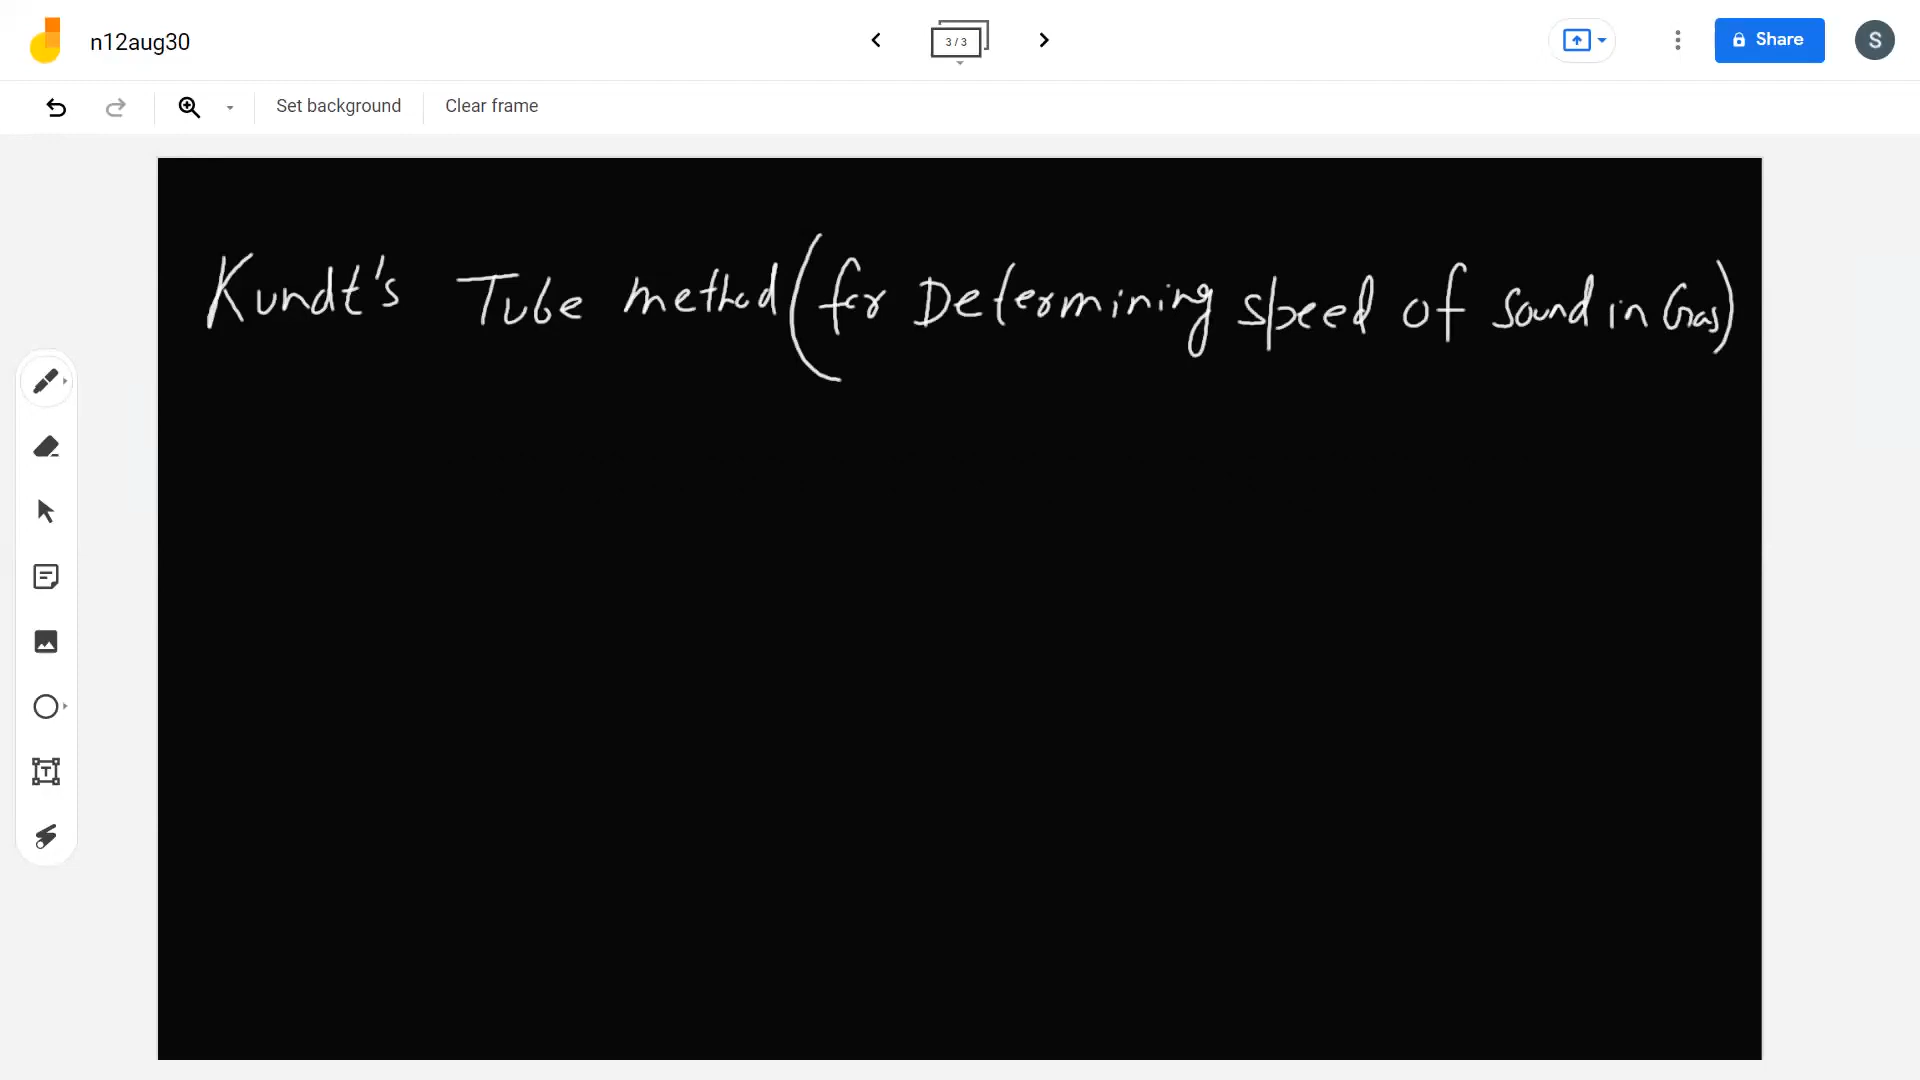 n12aug30
3 / 3
Share
S
Set background
Clear frame
Kundt's Tube method (for Determining speed of sound in Gas)
T